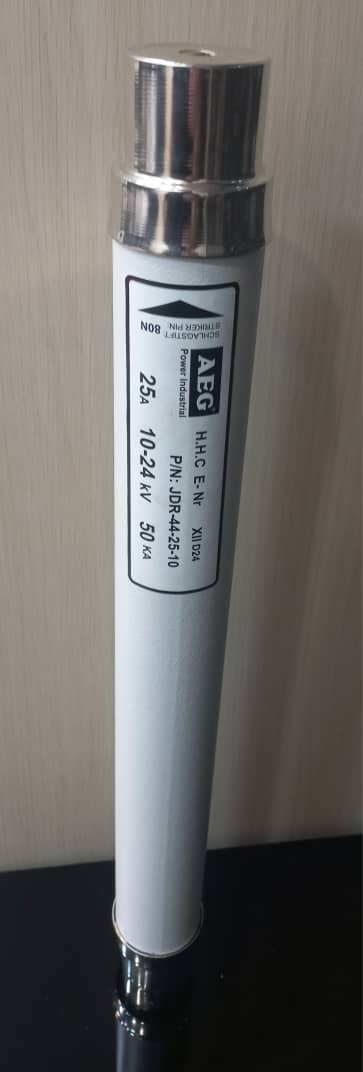 SCHLAGSTIFT:
STRIKER PIN. 80N
AEG H.H.C E- Nr XII D24
Power Industrial P/N: JDR-44-25-10
25A 10-24 kV 50 KA